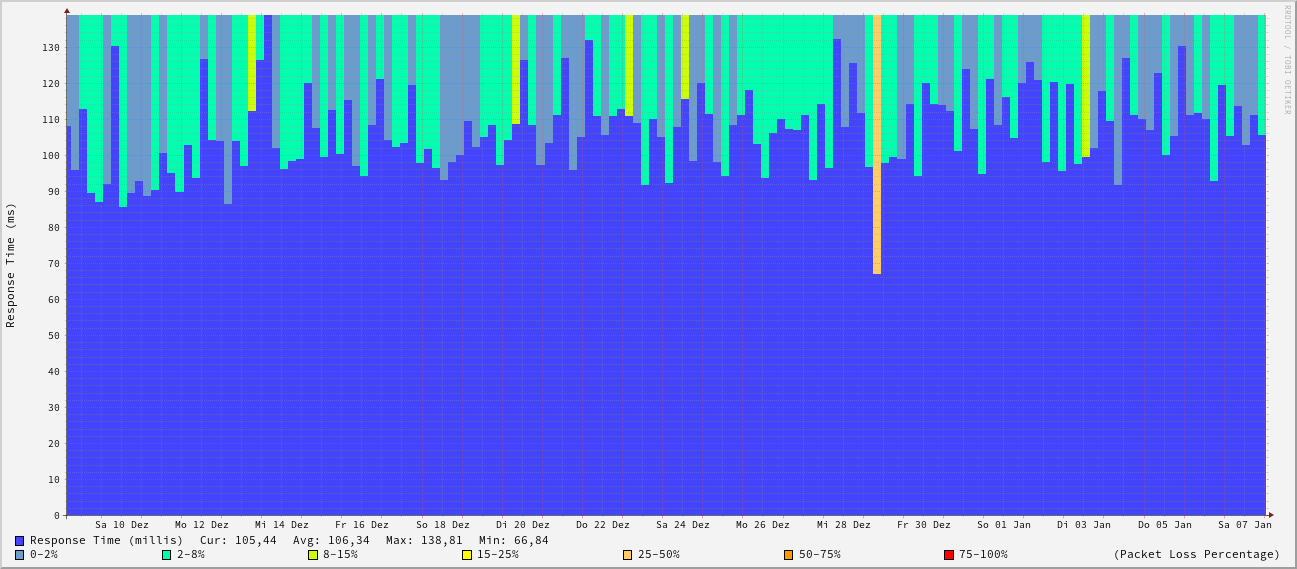 RRDTOOL / TOBI OETIKER
Response Time (ms)
130
120
110
100
90
80
70
60
50
40
30
20
10
0
Sa 10 Dez Mo 12 Dez Mi 14 Dez Fr 16 Dez So 18 Dez Di 20 Dez Do 22 Dez Sa 24 Dez Mo 26 Dez Mi 28 Dez Fr 30 Dez So 01 Jan Di 03 Jan Do 05 Jan Sa 07 Jan
Response Time (millis) Cur: 105,44 Avg: 106,34 Max: 138,81 Min: 66,84
0-2% 2-8% 8-15% 15-25% 25-50% 50-75% 75-100% (Packet Loss Percentage)